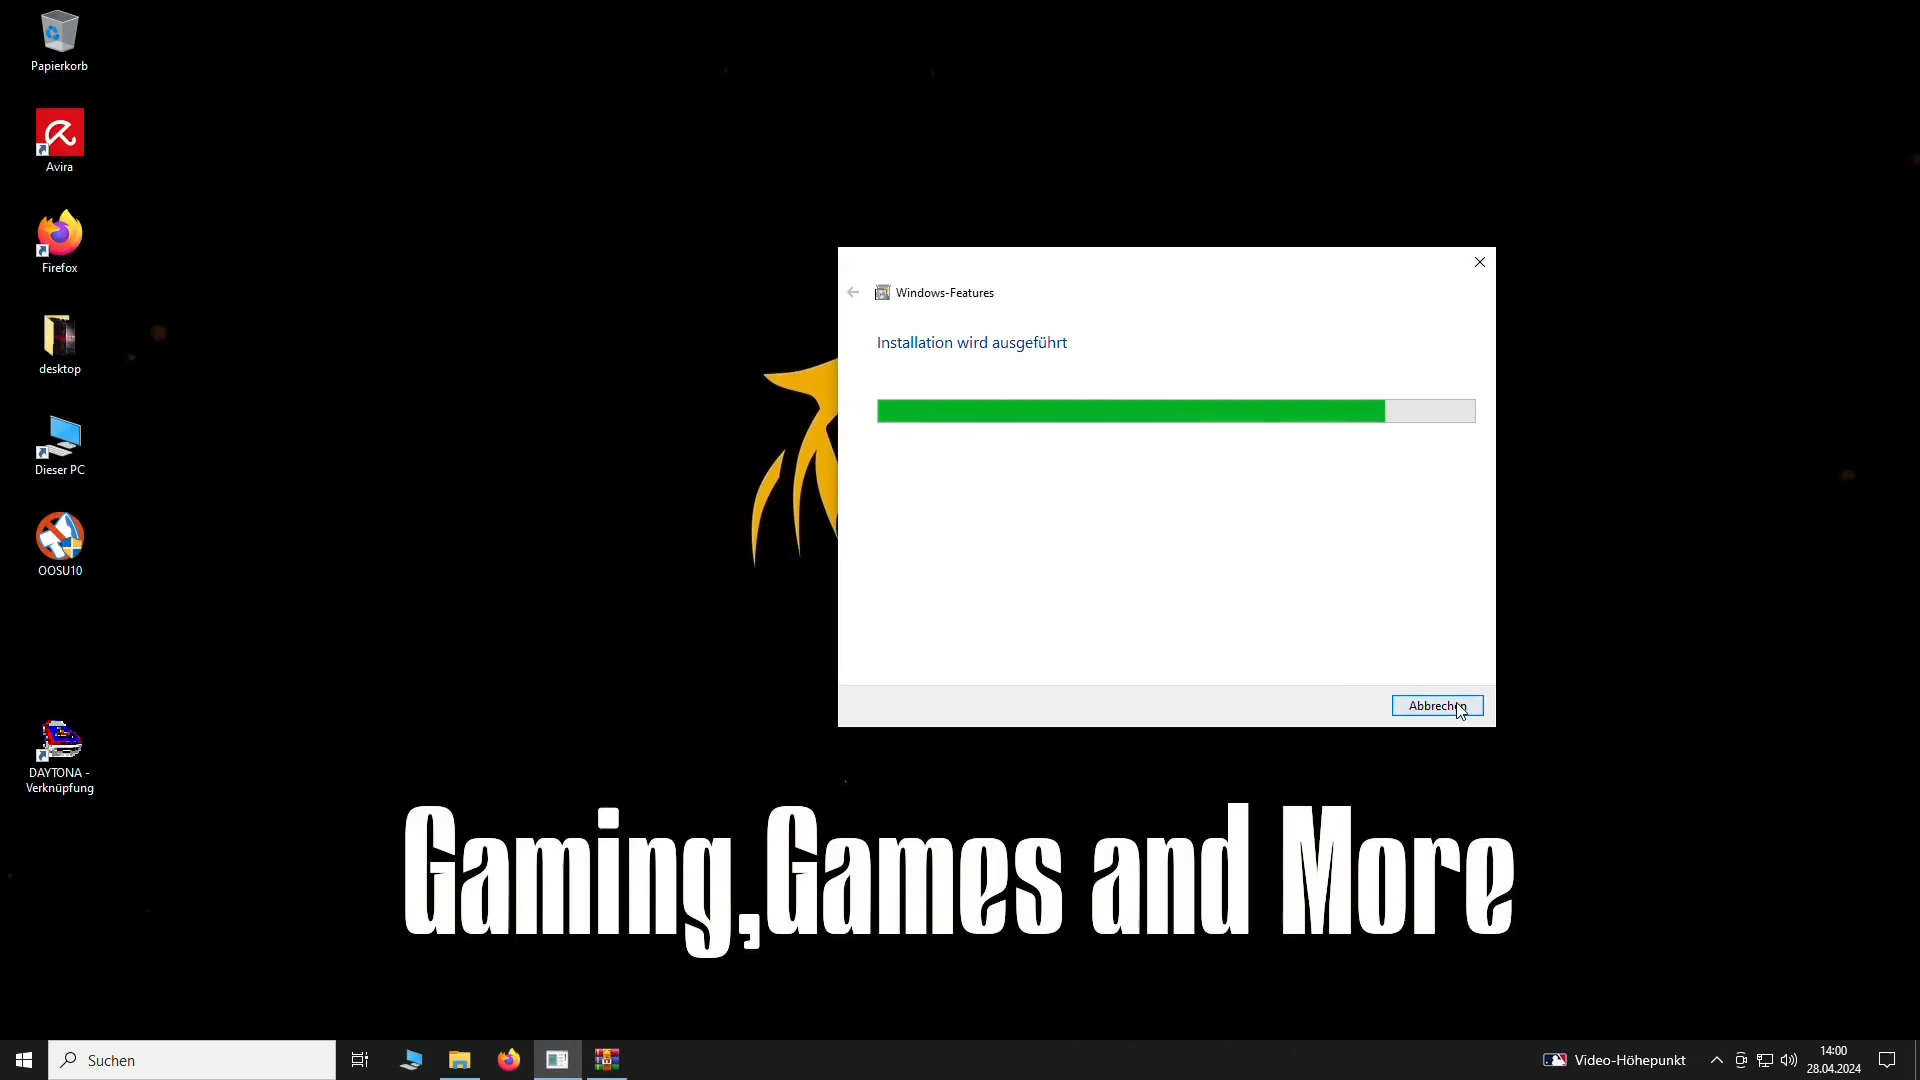 Papierkorb
Avira
Firefox
desktop
Dieser PC
OOSU10
DAYTONA -
Verknüpfung
Windows-Features
Installation wird ausgeführt
Abbrechen
Gaming,Games and More
Suchen
Video-Höhepunkt
14:00
28.04.2024